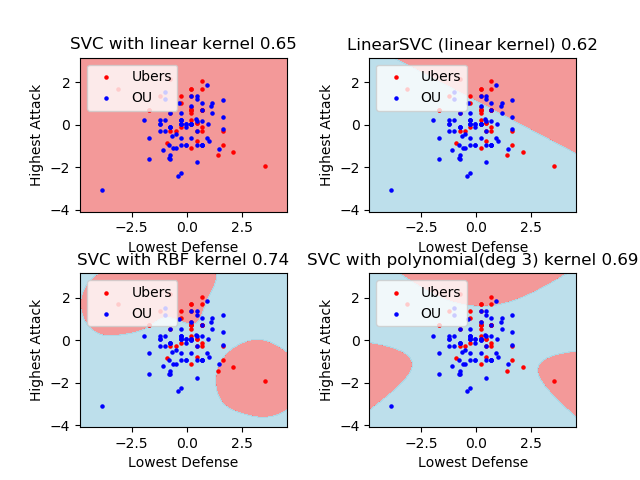 SVC with linear kernel 0.65
Highest Attack
2
0
−2
−4
Ubers
OU
−2.5
0.0
2.5
Lowest Defense
LinearSVC (linear kernel) 0.62
Highest Attack
2
0
−2
−4
Ubers
OU
−2.5
0.0
2.5
Lowest Defense
SVC with RBF kernel 0.74
Highest Attack
2
0
−2
−4
Ubers
OU
−2.5
0.0
2.5
Lowest Defense
SVC with polynomial(deg 3) kernel 0.69
Highest Attack
2
0
−2
−4
Ubers
OU
−2.5
0.0
2.5
Lowest Defense